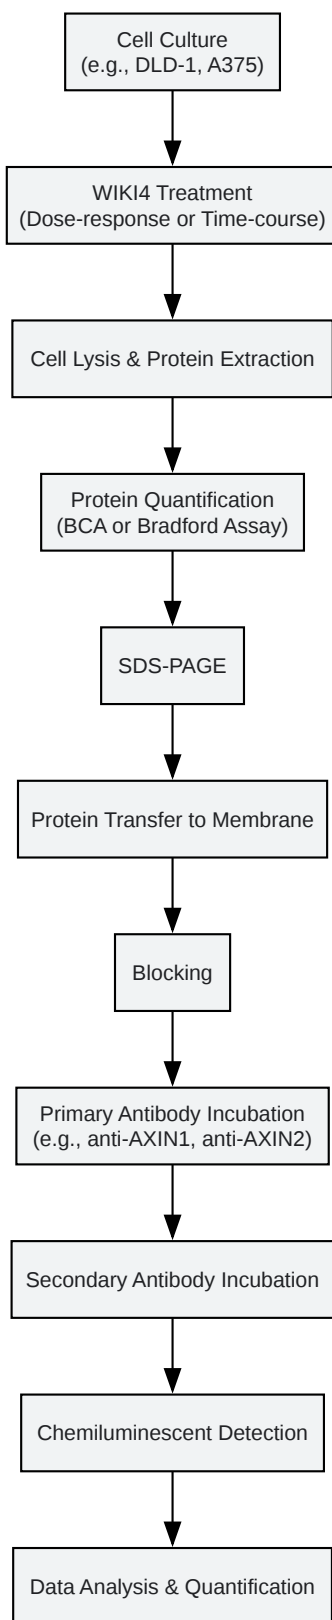 Cell Culture
(e.g., DLD-1, A375)
WIKI4 Treatment
(Dose-response or Time-course)
Cell Lysis & Protein Extraction
Protein Quantification
(BCA or Bradford Assay)
SDS-PAGE
Protein Transfer to Membrane
Blocking
Primary Antibody Incubation
(e.g., anti-AXIN1, anti-AXIN2)
Secondary Antibody Incubation
Chemiluminescent Detection
Data Analysis & Quantification